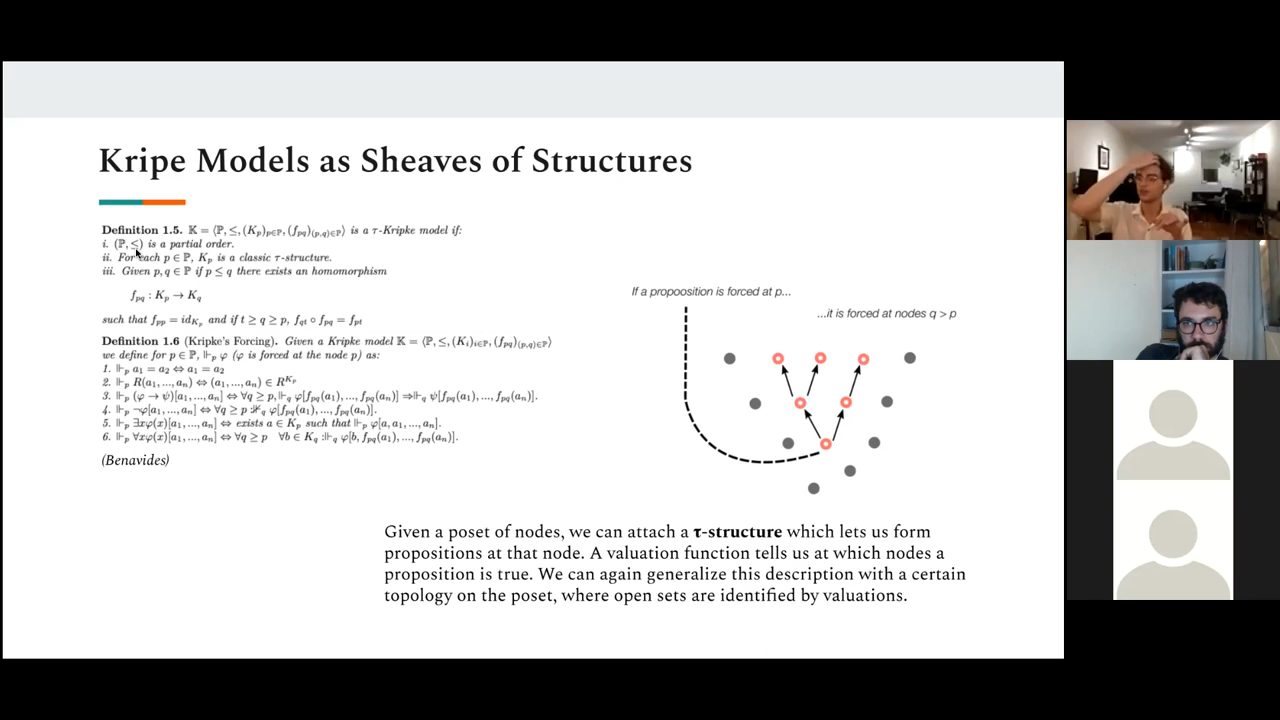 Kripe Models as Sheaves of Structures
Definition 1.5. 𝕂 = ⟨ℙ, ≤, (K_p)_{p∈ℙ}, (f_{pq})_{(p,q)∈ℙ}⟩ is a τ-Kripke model if:
i. (ℙ, ≤) is a partial order.
ii. For each p ∈ ℙ, K_p is a classic τ-structure.
iii. Given p, q ∈ ℙ if p ≤ q there exists an homomorphism
f_{pq} : K_p → K_q
such that f_{pp} = id_{K_p} and if t ≥ q ≥ p, f_{qt} ∘ f_{pq} = f_{pt}
Definition 1.6 (Kripke's Forcing). Given a Kripke model 𝕂 = ⟨ℙ, ≤, (K_i)_{i∈ℙ}, (f_{pq})_{(p,q)∈ℙ}⟩
we define for p ∈ ℙ, ⊩_p φ (φ is forced at the node p) as:
1. ⊩_p a_1 = a_2 ⇔ a_1 = a_2
2. ⊩_p R(a_1, ..., a_n) ⇔ (a_1, ..., a_n) ∈ R^{K_p}
3. ⊩_p (φ → ψ)[a_1, ..., a_n] ⇔ ∀q ≥ p, ⊩_q φ[f_{pq}(a_1), ..., f_{pq}(a_n)] ⇒⊩_q ψ[f_{pq}(a_1), ..., f_{pq}(a_n)].
4. ⊩_p ¬φ[a_1, ..., a_n] ⇔ ∀q ≥ p ⊮_q φ[f_{pq}(a_1), ..., f_{pq}(a_n)].
5. ⊩_p ∃xφ(x)[a_1, ..., a_n] ⇔ exists a ∈ K_p such that ⊩_p φ[a, a_1, ..., a_n].
6. ⊩_p ∀xφ(x)[a_1, ..., a_n] ⇔ ∀q ≥ p ∀b ∈ K_q :⊩_q φ[b, f_{pq}(a_1), ..., f_{pq}(a_n)].
(Benavides)
If a propoosition is forced at p...
...it is forced at nodes q > p
Given a poset of nodes, we can attach a τ-structure which lets us form
propositions at that node. A valuation function tells us at which nodes a
proposition is true. We can again generalize this description with a certain
topology on the poset, where open sets are identified by valuations.